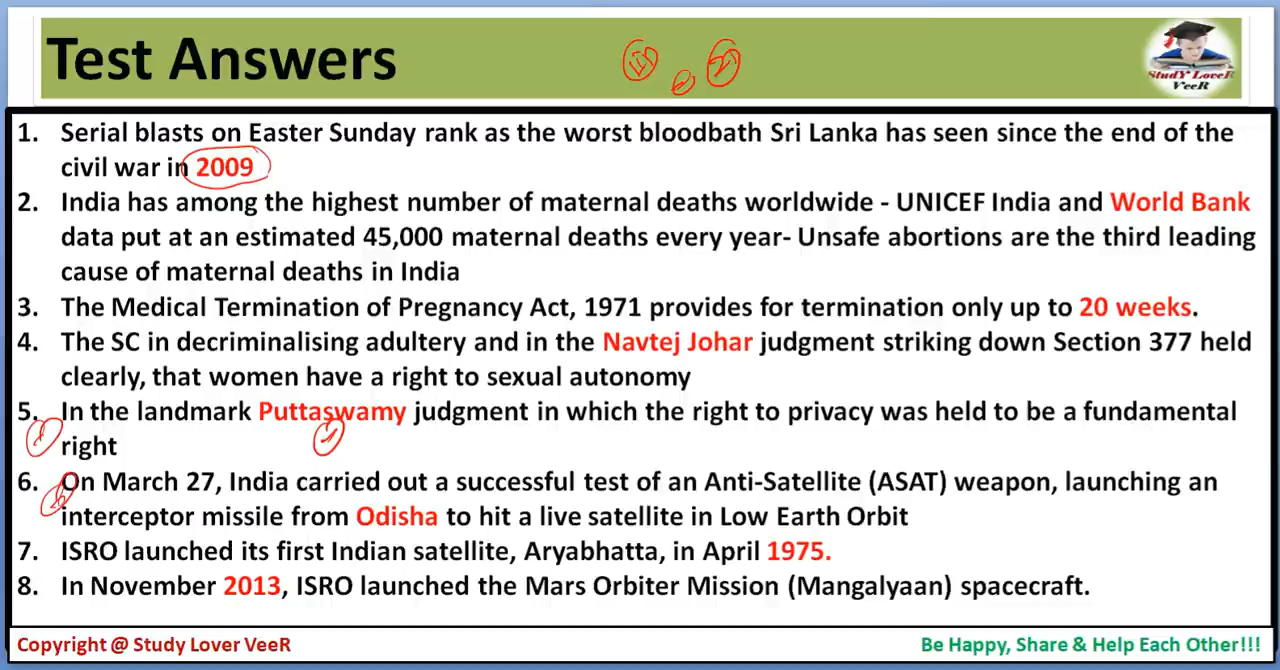 Test Answers
StudY LoveR
VeeR
1. Serial blasts on Easter Sunday rank as the worst bloodbath Sri Lanka has seen since the end of the
civil war in 2009
2. India has among the highest number of maternal deaths worldwide - UNICEF India and World Bank
data put at an estimated 45,000 maternal deaths every year- Unsafe abortions are the third leading
cause of maternal deaths in India
3. The Medical Termination of Pregnancy Act, 1971 provides for termination only up to 20 weeks.
4. The SC in decriminalising adultery and in the Navtej Johar judgment striking down Section 377 held
clearly, that women have a right to sexual autonomy
5. In the landmark Puttaswamy judgment in which the right to privacy was held to be a fundamental
right
6. On March 27, India carried out a successful test of an Anti-Satellite (ASAT) weapon, launching an
interceptor missile from Odisha to hit a live satellite in Low Earth Orbit
7. ISRO launched its first Indian satellite, Aryabhatta, in April 1975.
8. In November 2013, ISRO launched the Mars Orbiter Mission (Mangalyaan) spacecraft.
Copyright @ Study Lover VeeR
Be Happy, Share & Help Each Other!!!